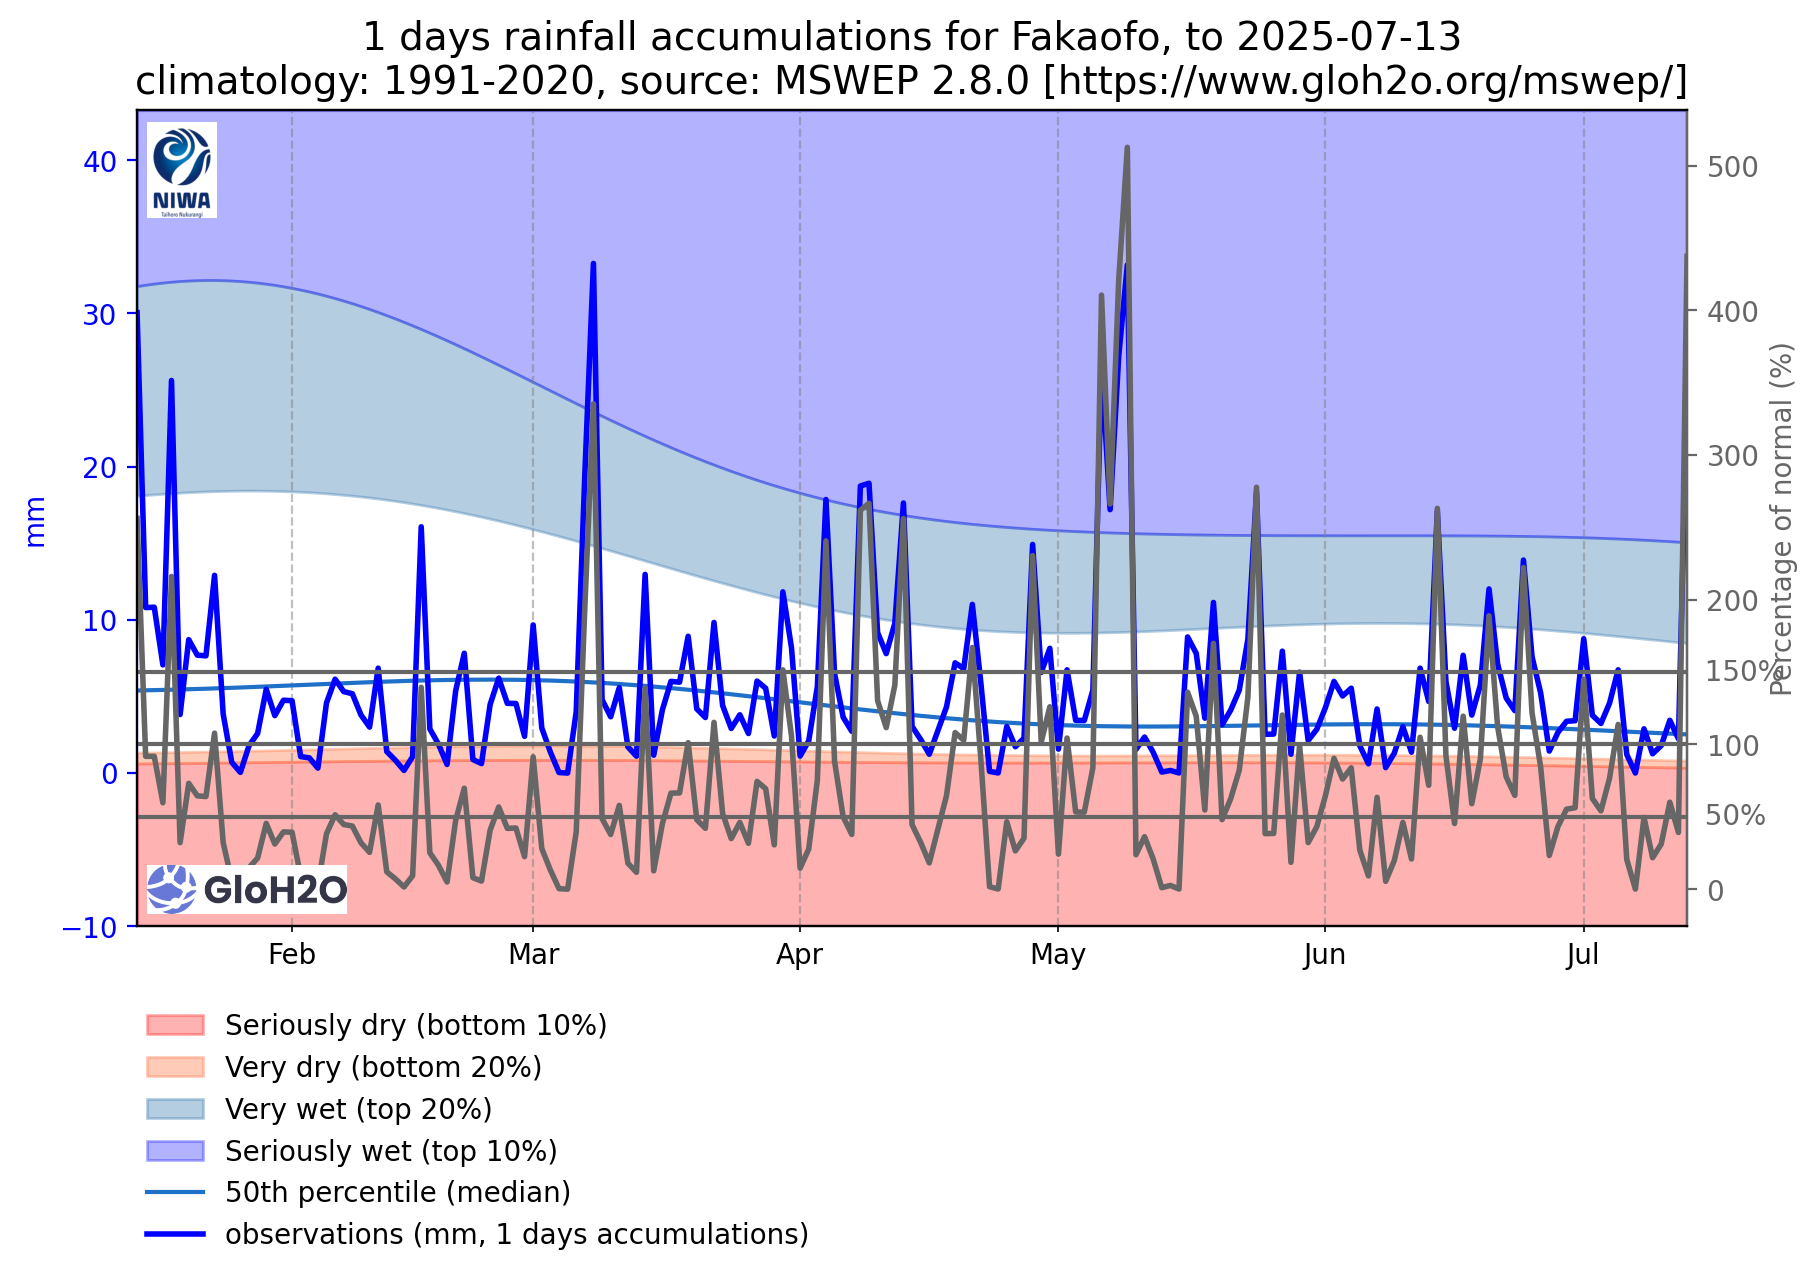 1 days rainfall accumulations for Fakaofo, to 2025-07-13
climatology: 1991-2020, source: MSWEP 2.8.0 [https://www.gloh2o.org/mswep/]
NIWA
Taihoro Nukurangi
40
30
20
10
0
−10
mm
500
400
300
200
150%
100
50%
0
Percentage of normal (%)
GloH2O
Feb
Mar
Apr
May
Jun
Jul
Seriously dry (bottom 10%)
Very dry (bottom 20%)
Very wet (top 20%)
Seriously wet (top 10%)
50th percentile (median)
observations (mm, 1 days accumulations)